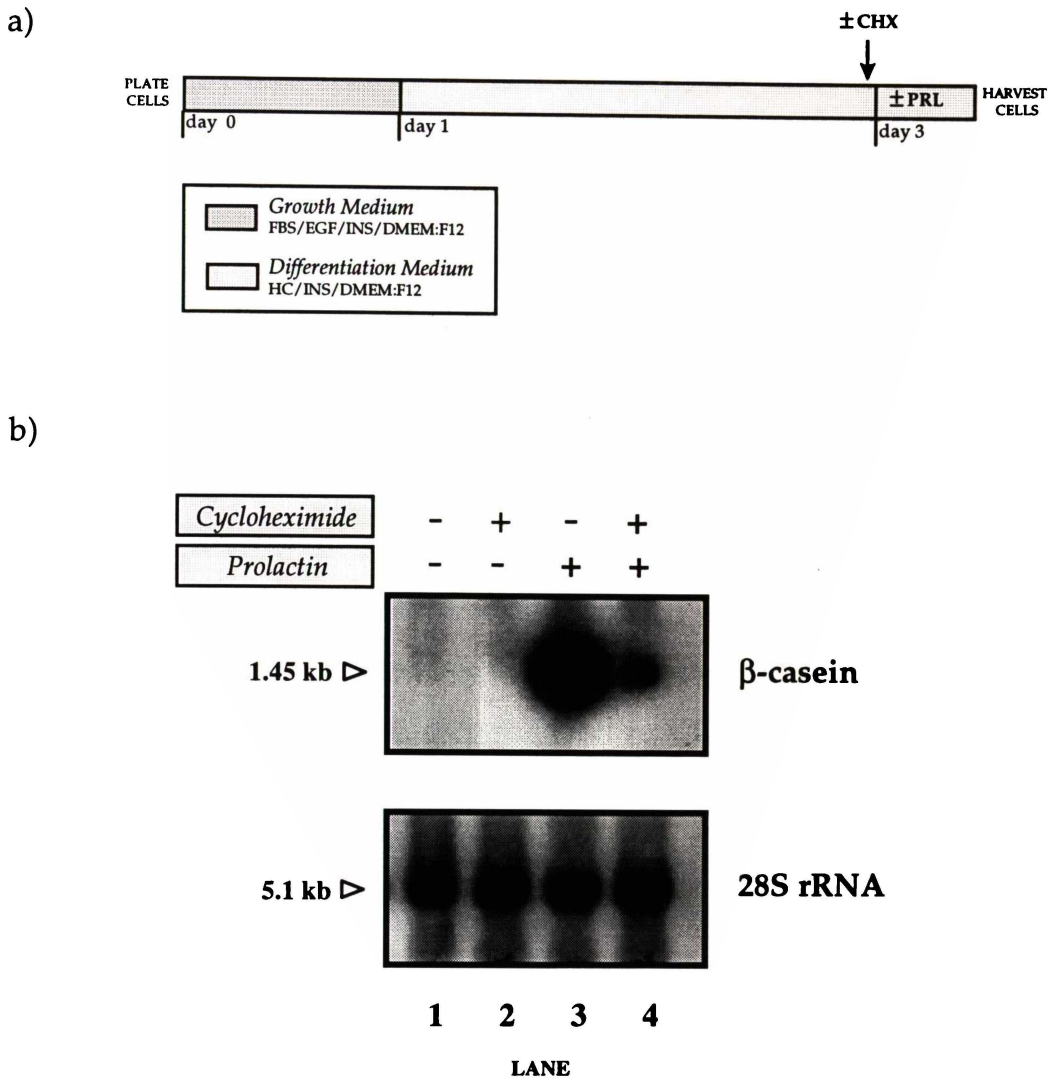 a)
±CHX
PLATE CELLS
±PRL
HARVEST CELLS
day 0
day 1
day 3
Growth Medium
FBS/EGF/INS/DMEM:F12
Differentiation Medium
HC/INS/DMEM:F12
b)
Cycloheximide - + - +
Prolactin - - + +
1.45 kb
β-casein
5.1 kb
28S rRNA
1 2 3 4
LANE